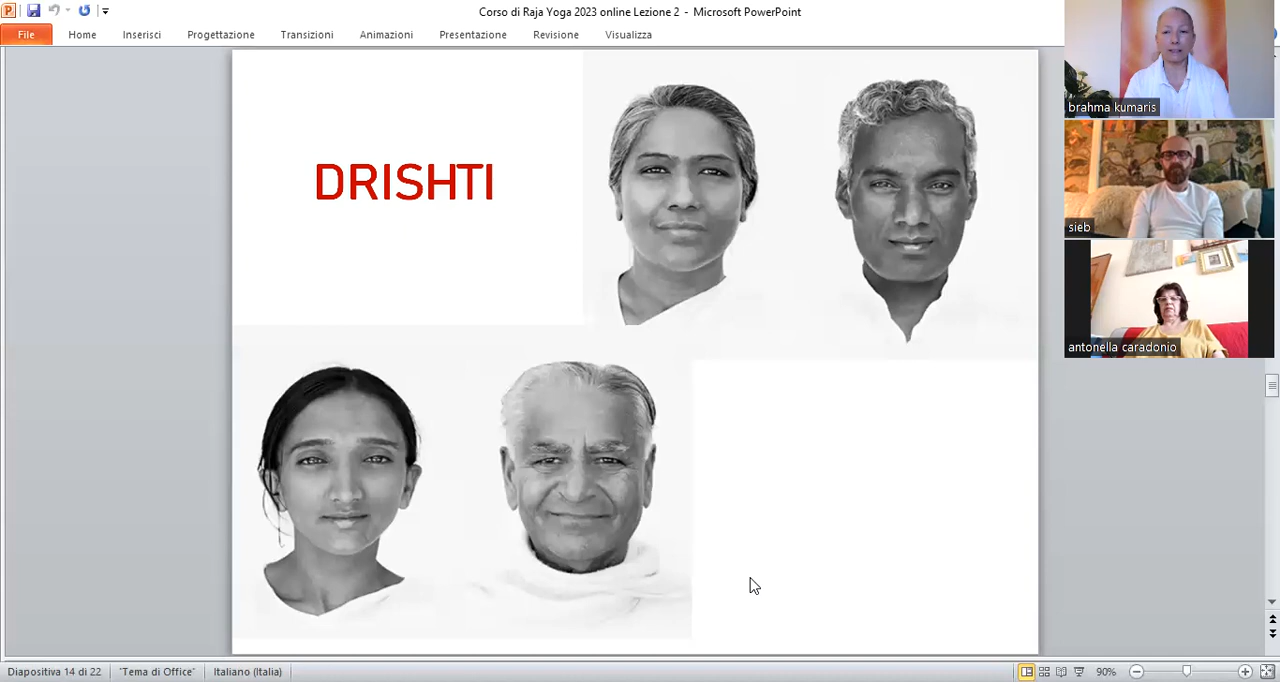 Corso di Raja Yoga 2023 online Lezione 2 - Microsoft PowerPoint
File Home Inserisci Progettazione Transizioni Animazioni Presentazione Revisione Visualizza
DRISHTI
brahma kumaris
sieb
antonella caradonio
Diapositiva 14 di 22 "Tema di Office" Italiano (Italia) 90%